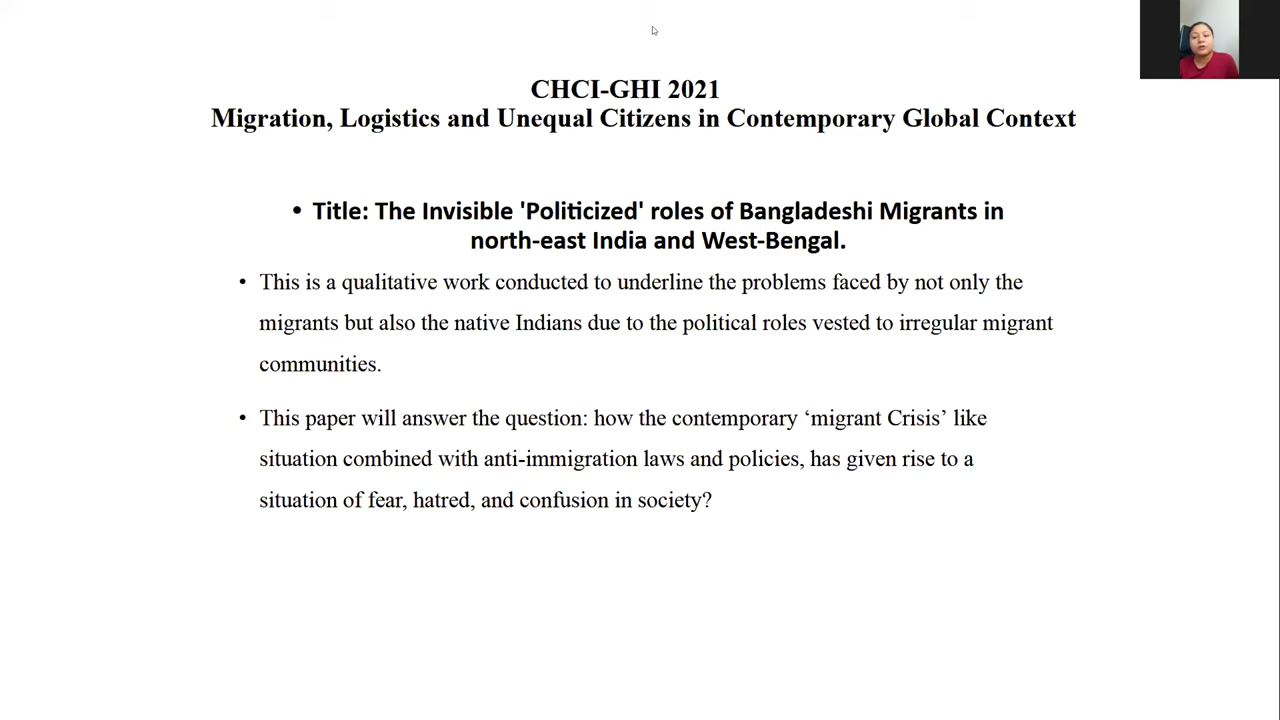 CHCI-GHI 2021
Migration, Logistics and Unequal Citizens in Contemporary Global Context
• Title: The Invisible 'Politicized' roles of Bangladeshi Migrants in
north-east India and West-Bengal.
• This is a qualitative work conducted to underline the problems faced by not only the
migrants but also the native Indians due to the political roles vested to irregular migrant
communities.
• This paper will answer the question: how the contemporary ‘migrant Crisis’ like
situation combined with anti-immigration laws and policies, has given rise to a
situation of fear, hatred, and confusion in society?